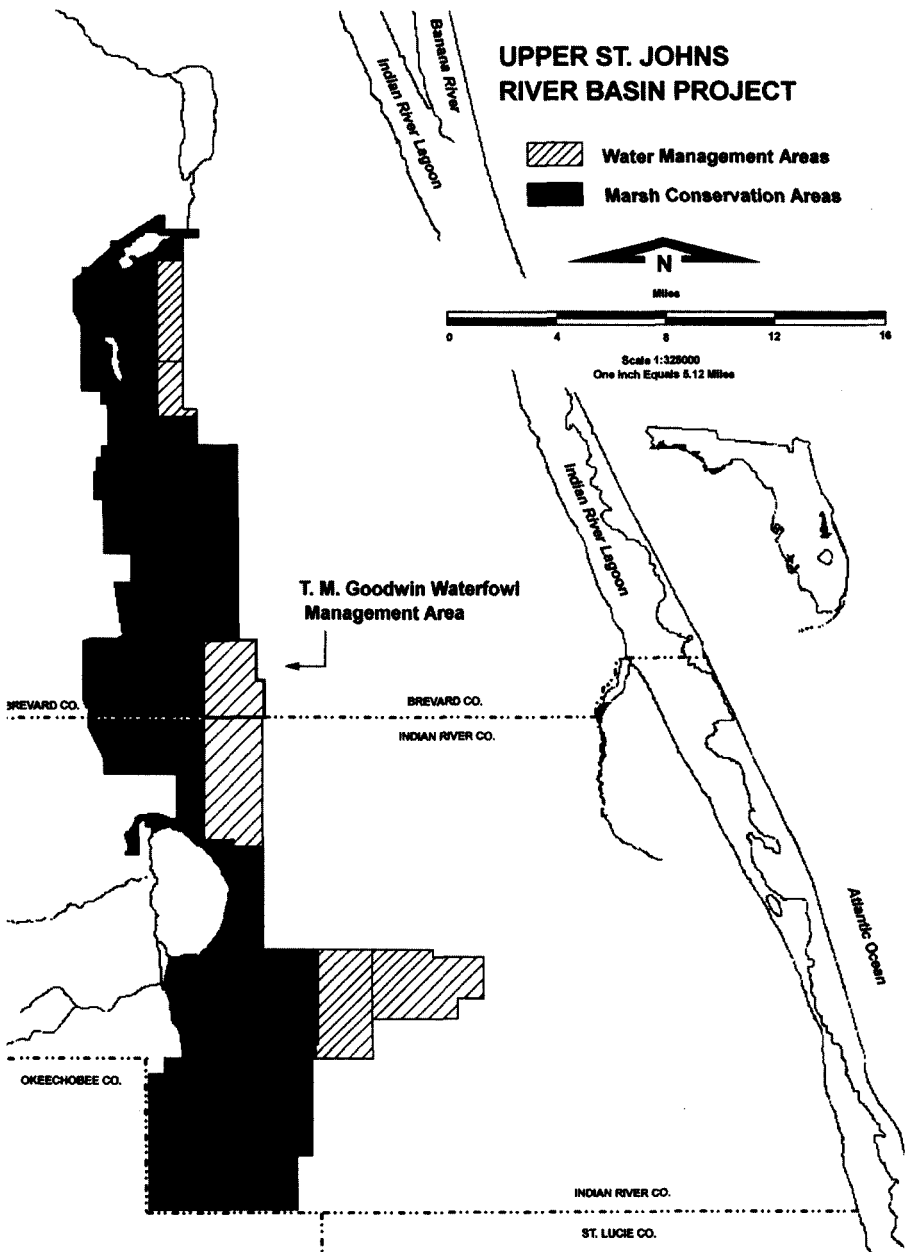 UPPER ST. JOHNS
RIVER BASIN PROJECT
Water Management Areas
Marsh Conservation Areas
N
Miles
0 4 8 12 16
Scale 1:325000
One Inch Equals 5.12 Miles
Banana River
Indian River Lagoon
Indian River Lagoon
T. M. Goodwin Waterfowl
Management Area
BREVARD CO.
BREVARD CO.
INDIAN RIVER CO.
Atlantic Ocean
OKEECHOBEE CO.
INDIAN RIVER CO.
ST. LUCIE CO.